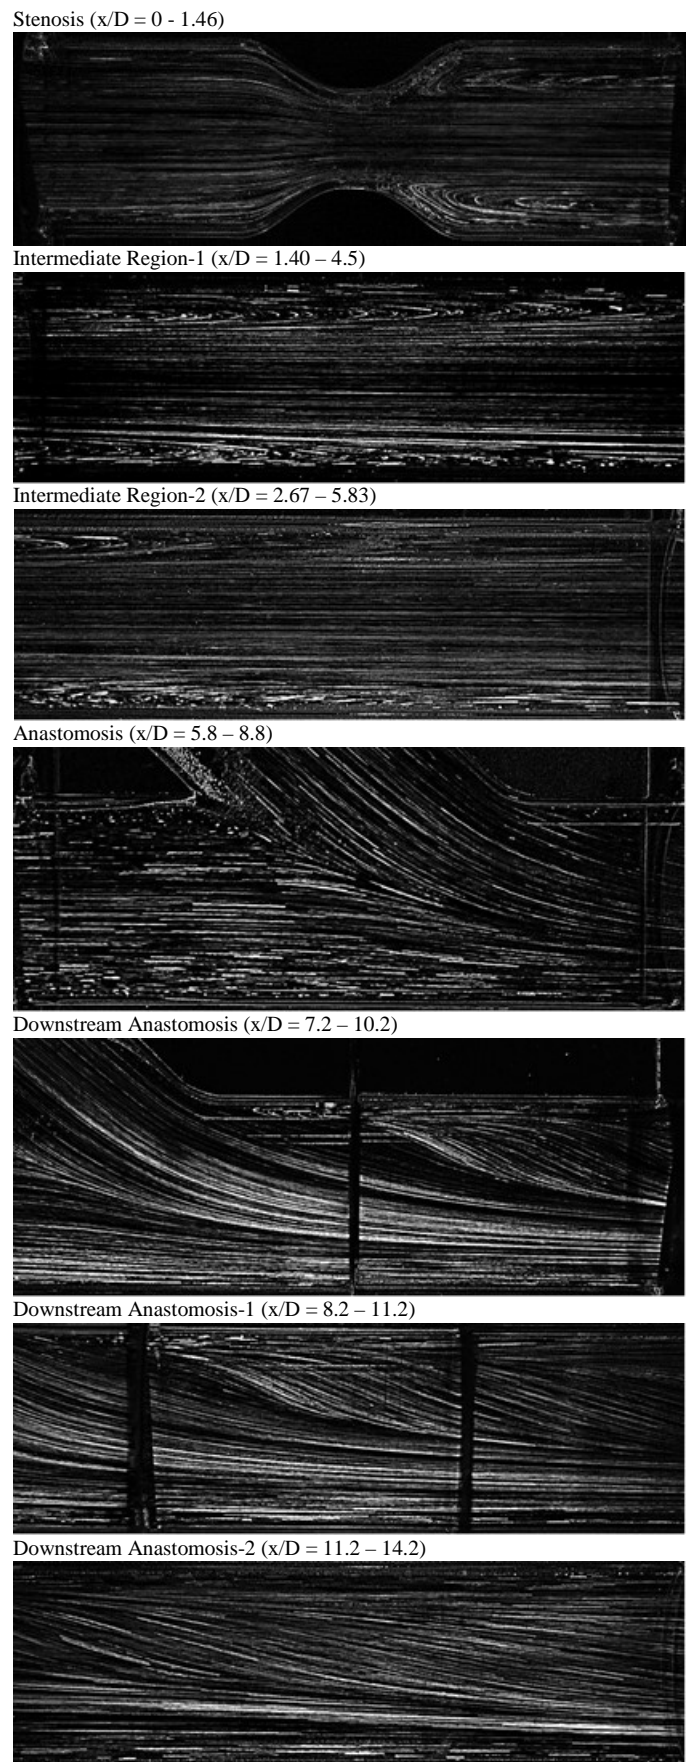 Stenosis (x/D = 0 - 1.46)
Intermediate Region-1 (x/D = 1.40 – 4.5)
Intermediate Region-2 (x/D = 2.67 – 5.83)
Anastomosis (x/D = 5.8 – 8.8)
Downstream Anastomosis (x/D = 7.2 – 10.2)
Downstream Anastomosis-1 (x/D = 8.2 – 11.2)
Downstream Anastomosis-2 (x/D = 11.2 – 14.2)